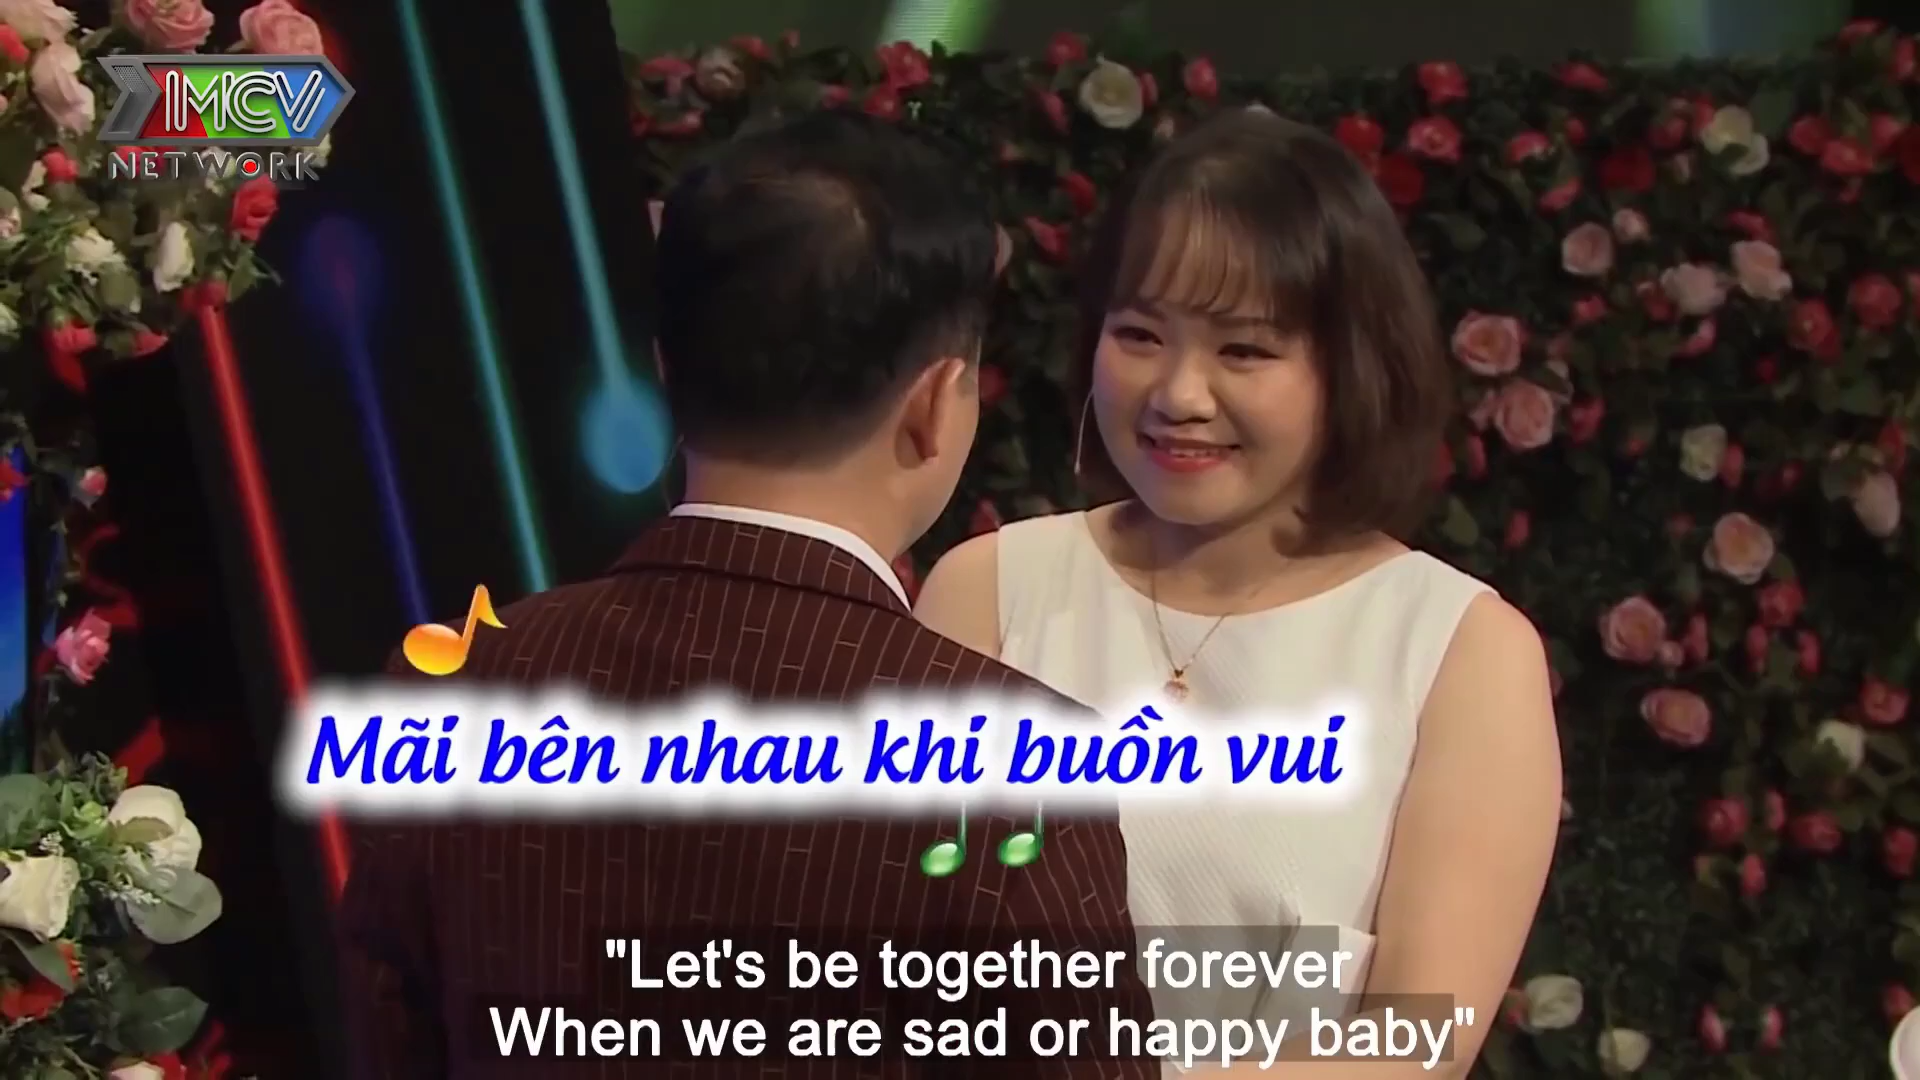 MCV
NETWORK
Mãi bên nhau khi buồn vui
"Let's be together forever
When we are sad or happy baby"